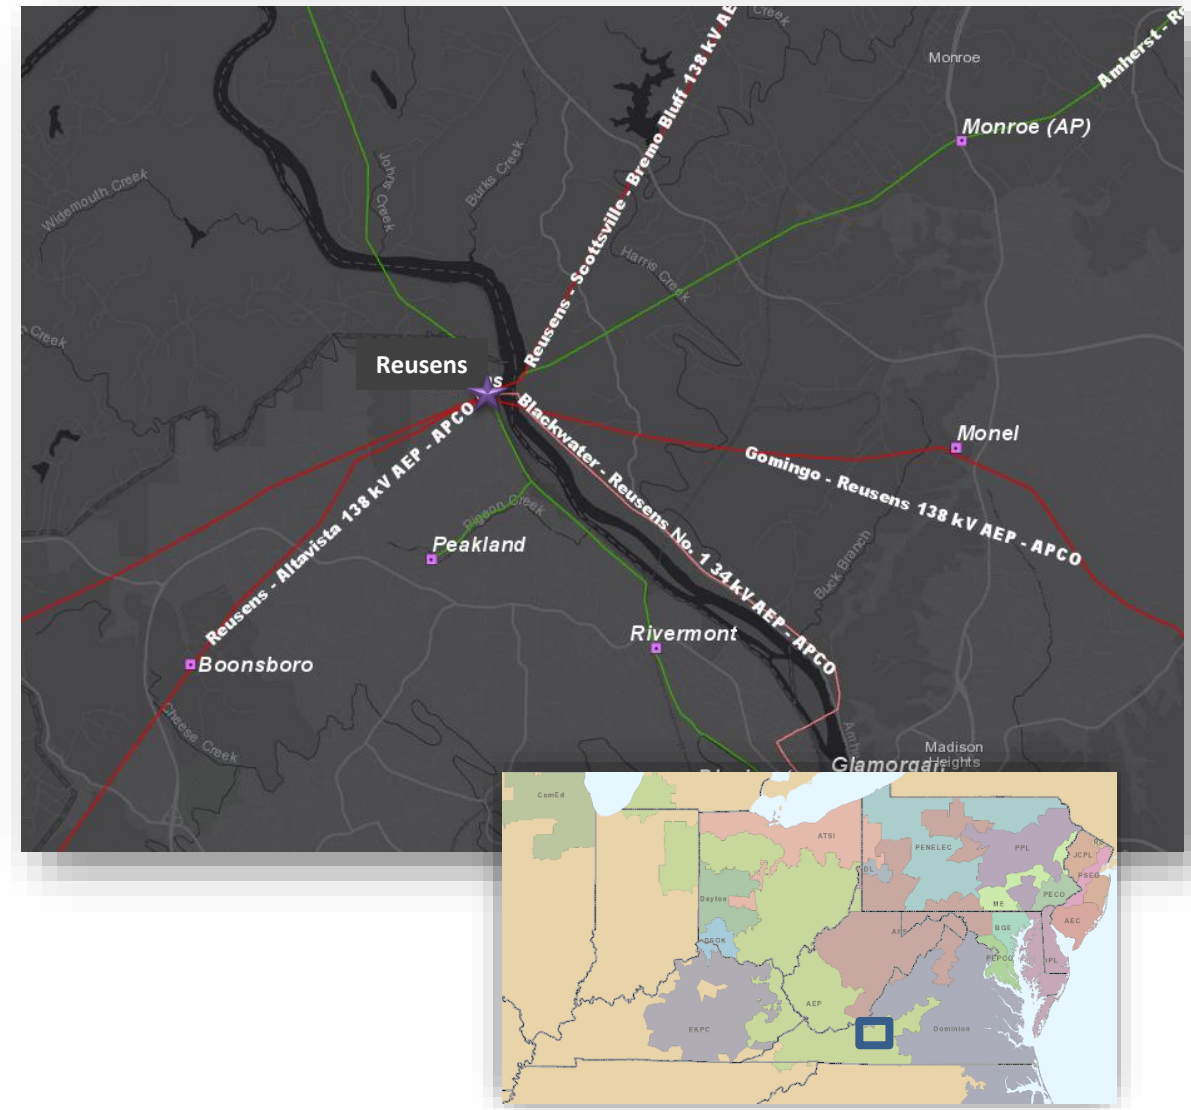 Creek
Reusens - Scottsville - Bremo Bluff 138 kV AE
Amherst - R
Monroe
Monroe (AP)
Johns Creek
Burks Creek
Widemouth Creek
Harris Creek
Creek
Reusens
Blackwater - Reusens No. 1 34 kV AEP - APCO
Reusens - Altavista 138 kV AEP - APCO
Monel
Gomingo - Reusens 138 kV AEP - APCO
Pigeon Creek
Peakland
Buck Branch
Rivermont
Boonsboro
Cheese Creek
Madison
Heights
Glamorgan
ComEd
ATSI
PENELEC
PPL
JCPL
PSEG
DL
Dayton
ME
PECO
AEC
BGE
DEOK
PEPCO
AEP
EKPC
Dominion